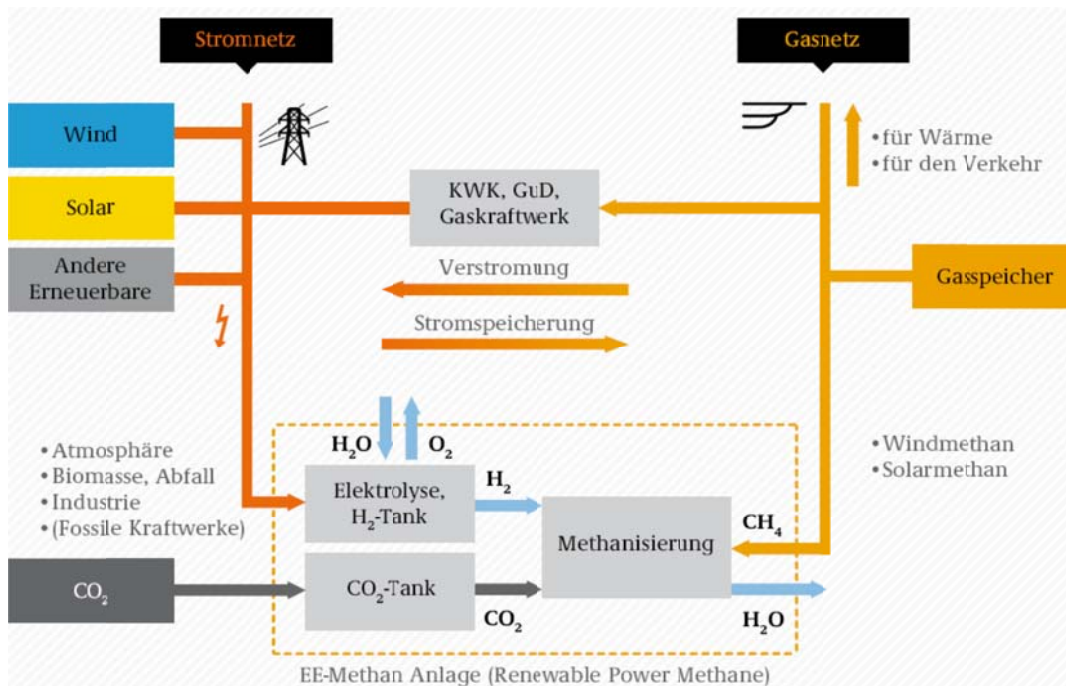 Stromnetz
Gasnetz
Wind
Solar
Andere
Erneuerbare
KWK, GuD,
Gaskraftwerk
• für Wärme
• für den Verkehr
Gasspeicher
Verstromung
Stromspeicherung
• Atmosphäre
• Biomasse, Abfall
• Industrie
• (Fossile Kraftwerke)
• Windmethan
• Solarmethan
H₂O
O₂
Elektrolyse,
H₂-Tank
H₂
Methanisierung
CH₄
CO₂
CO₂-Tank
CO₂
H₂O
EE-Methan Anlage (Renewable Power Methane)